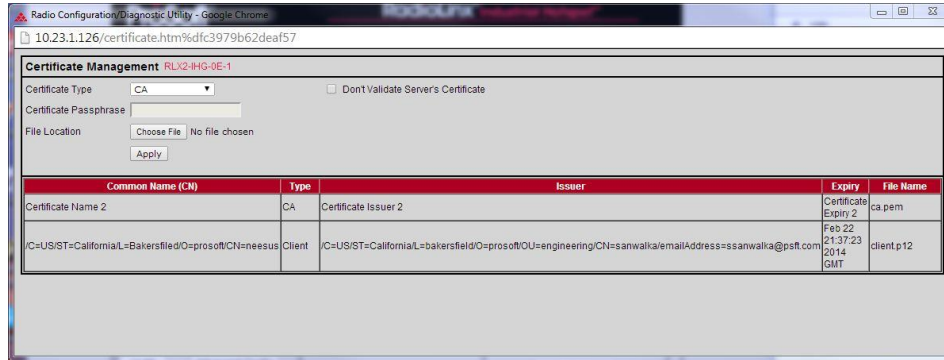 Radio Configuration/Diagnostic Utility - Google Chrome
RadioLinx Industrial Hotspot™
10.23.1.126/certificate.htm%dfc3979b62deaf57
Certificate Management RLX2-IHG-0E-1
Certificate Type CA Don't Validate Server's Certificate
Certificate Passphrase
File Location Choose File No file chosen
Apply
Common Name (CN) Type Issuer Expiry File Name
Certificate Name 2 CA Certificate Issuer 2 Certificate Expiry 2 ca.pem
/C=US/ST=California/L=Bakersfiled/O=prosoft/CN=neesus Client /C=US/ST=California/L=bakersfield/O=prosoft/OU=engineering/CN=sanwalka/emailAddress=ssanwalka@psft.com Feb 22 21:37:23 2014 GMT client.p12